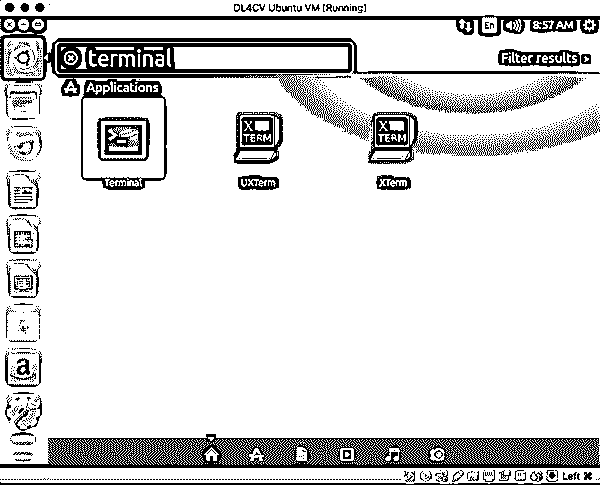 DL4CV Ubuntu VM [Running]
En 8:57 AM
terminal
Filter results
Applications
X TERM
X TERM
Terminal
UXTerm
XTerm
a
Left ⌘